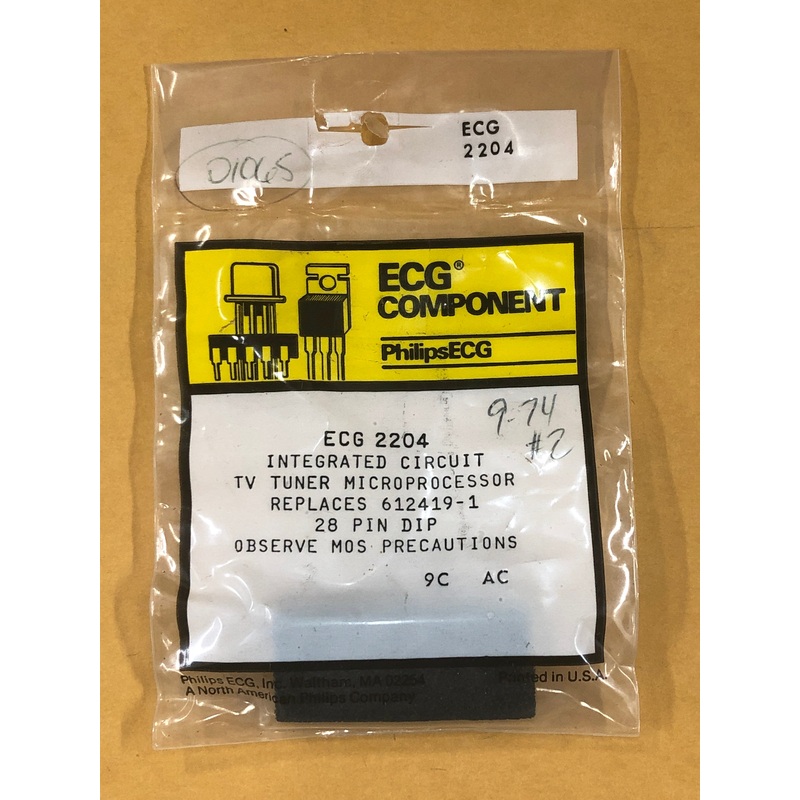 ECG
2204
01065
ECG®
COMPONENT
PhilipsECG
9-74
#2
ECG 2204
INTEGRATED CIRCUIT
TV TUNER MICROPROCESSOR
REPLACES 612419-1
28 PIN DIP
OBSERVE MOS PRECAUTIONS
9C AC
Philips ECG, Inc. Waltham, MA 02254 Printed in U.S.A.
A North American Philips Company